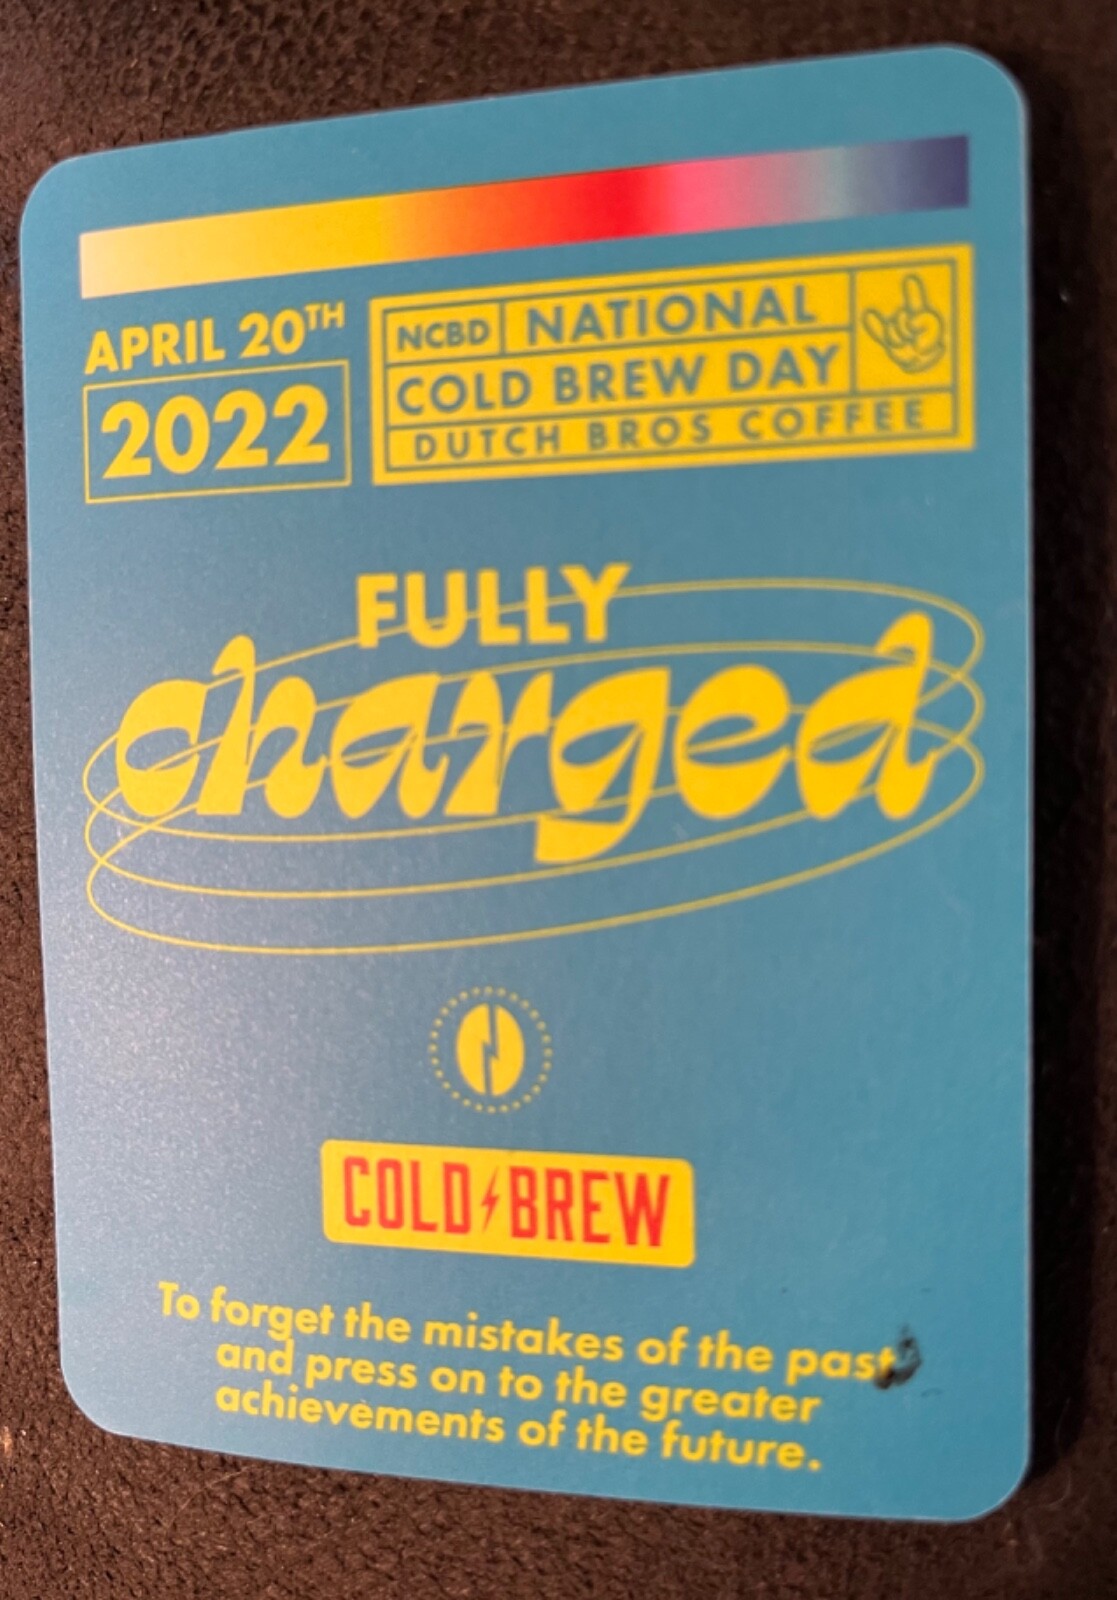 APRIL 20TH
2022
NCBD NATIONAL
COLD BREW DAY
DUTCH BROS COFFEE
FULLY
charged
COLD BREW
To forget the mistakes of the past
and press on to the greater
achievements of the future.